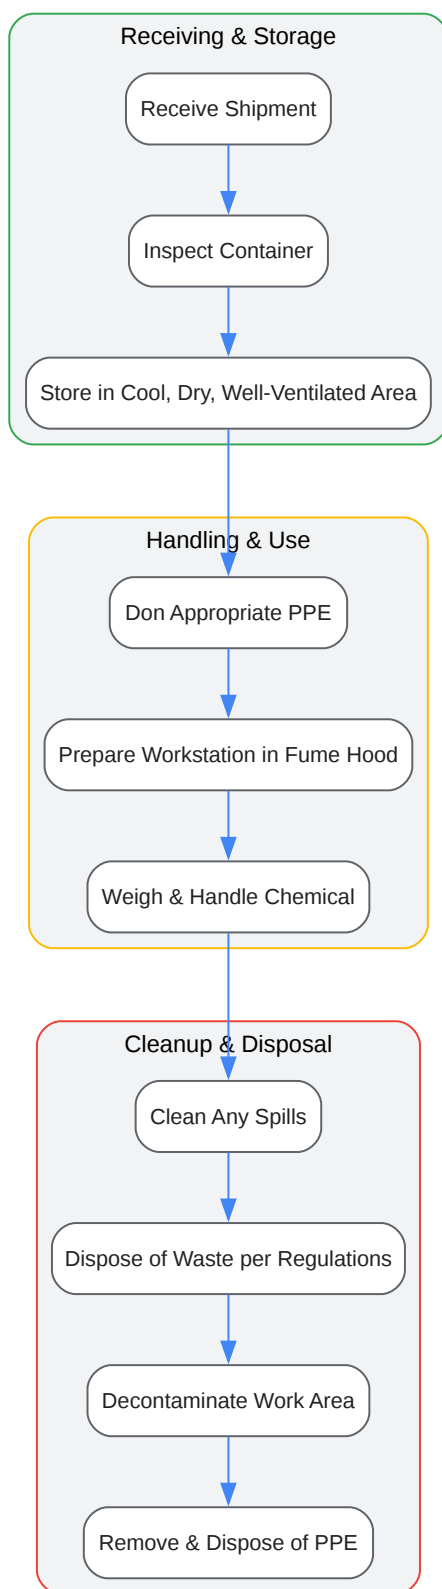 Receiving & Storage
Receive Shipment
Inspect Container
Store in Cool, Dry, Well-Ventilated Area
Handling & Use
Don Appropriate PPE
Prepare Workstation in Fume Hood
Weigh & Handle Chemical
Cleanup & Disposal
Clean Any Spills
Dispose of Waste per Regulations
Decontaminate Work Area
Remove & Dispose of PPE